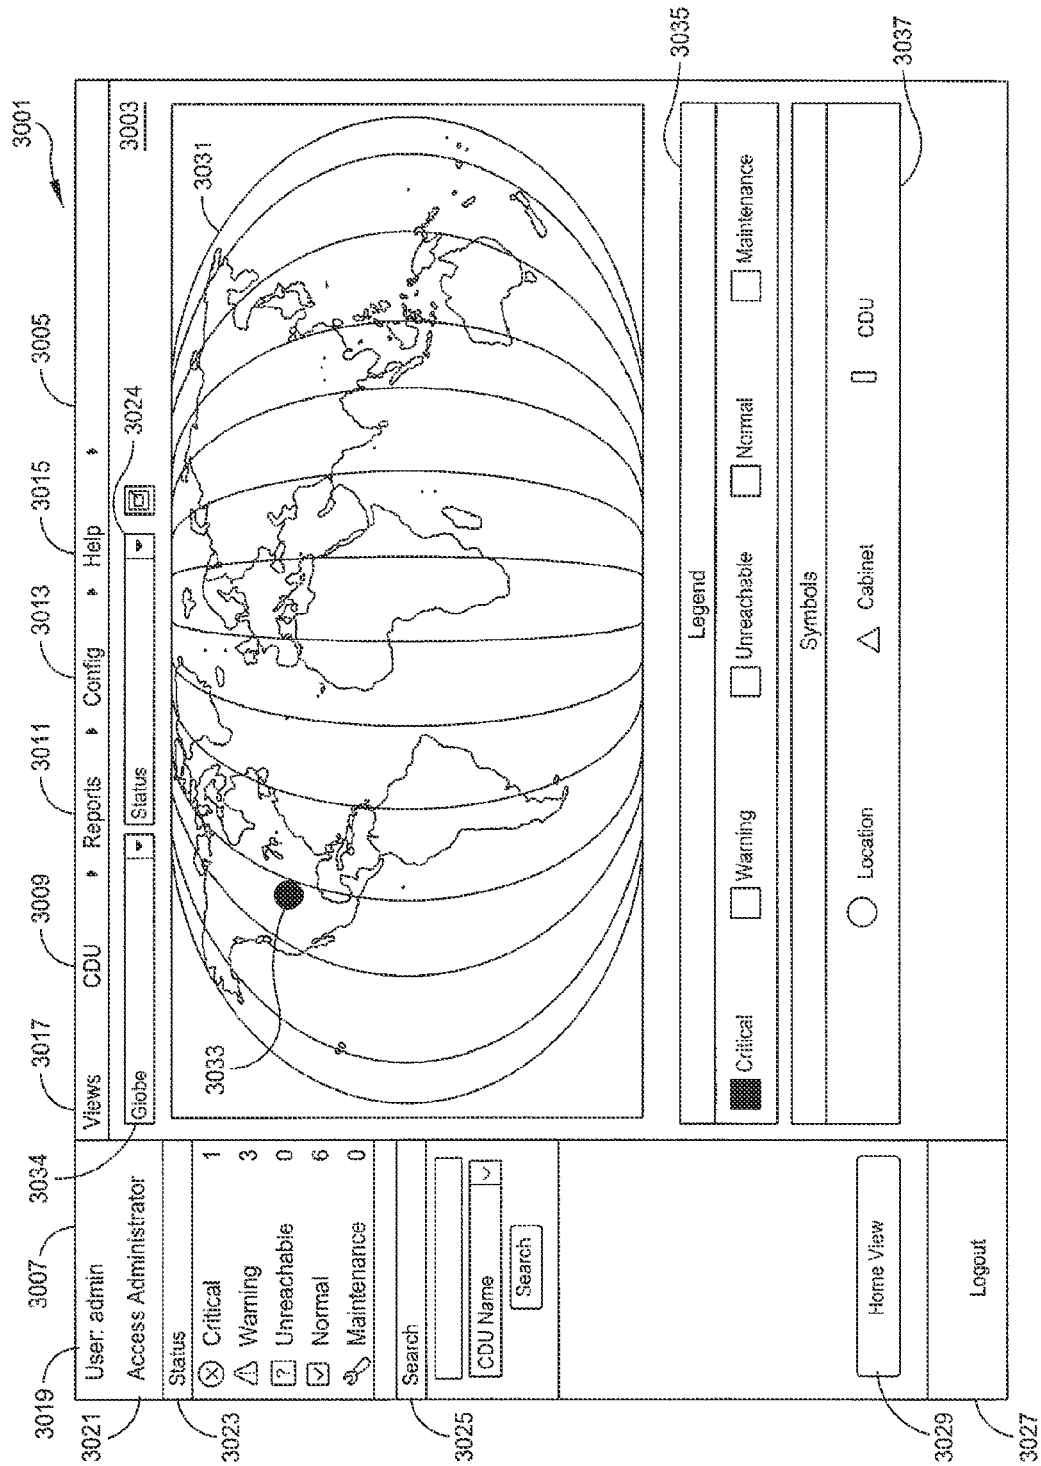 3001
3019
3007
3034
3017
3009
3011
3013
3015
3005
User: admin
Views CDU Reports Config Help
3021
Access Administrator
Globe
Status
3024
3003
3023
Status
Critical 1
Warning 3
Unreachable 0
Normal 6
Maintenance 0
3031
3033
3025
Search
CDU Name
Search
Legend
3035
Critical Warning Unreachable Normal Maintenance
Symbols
Location Cabinet CDU
3037
3029
Home View
3027
Logout